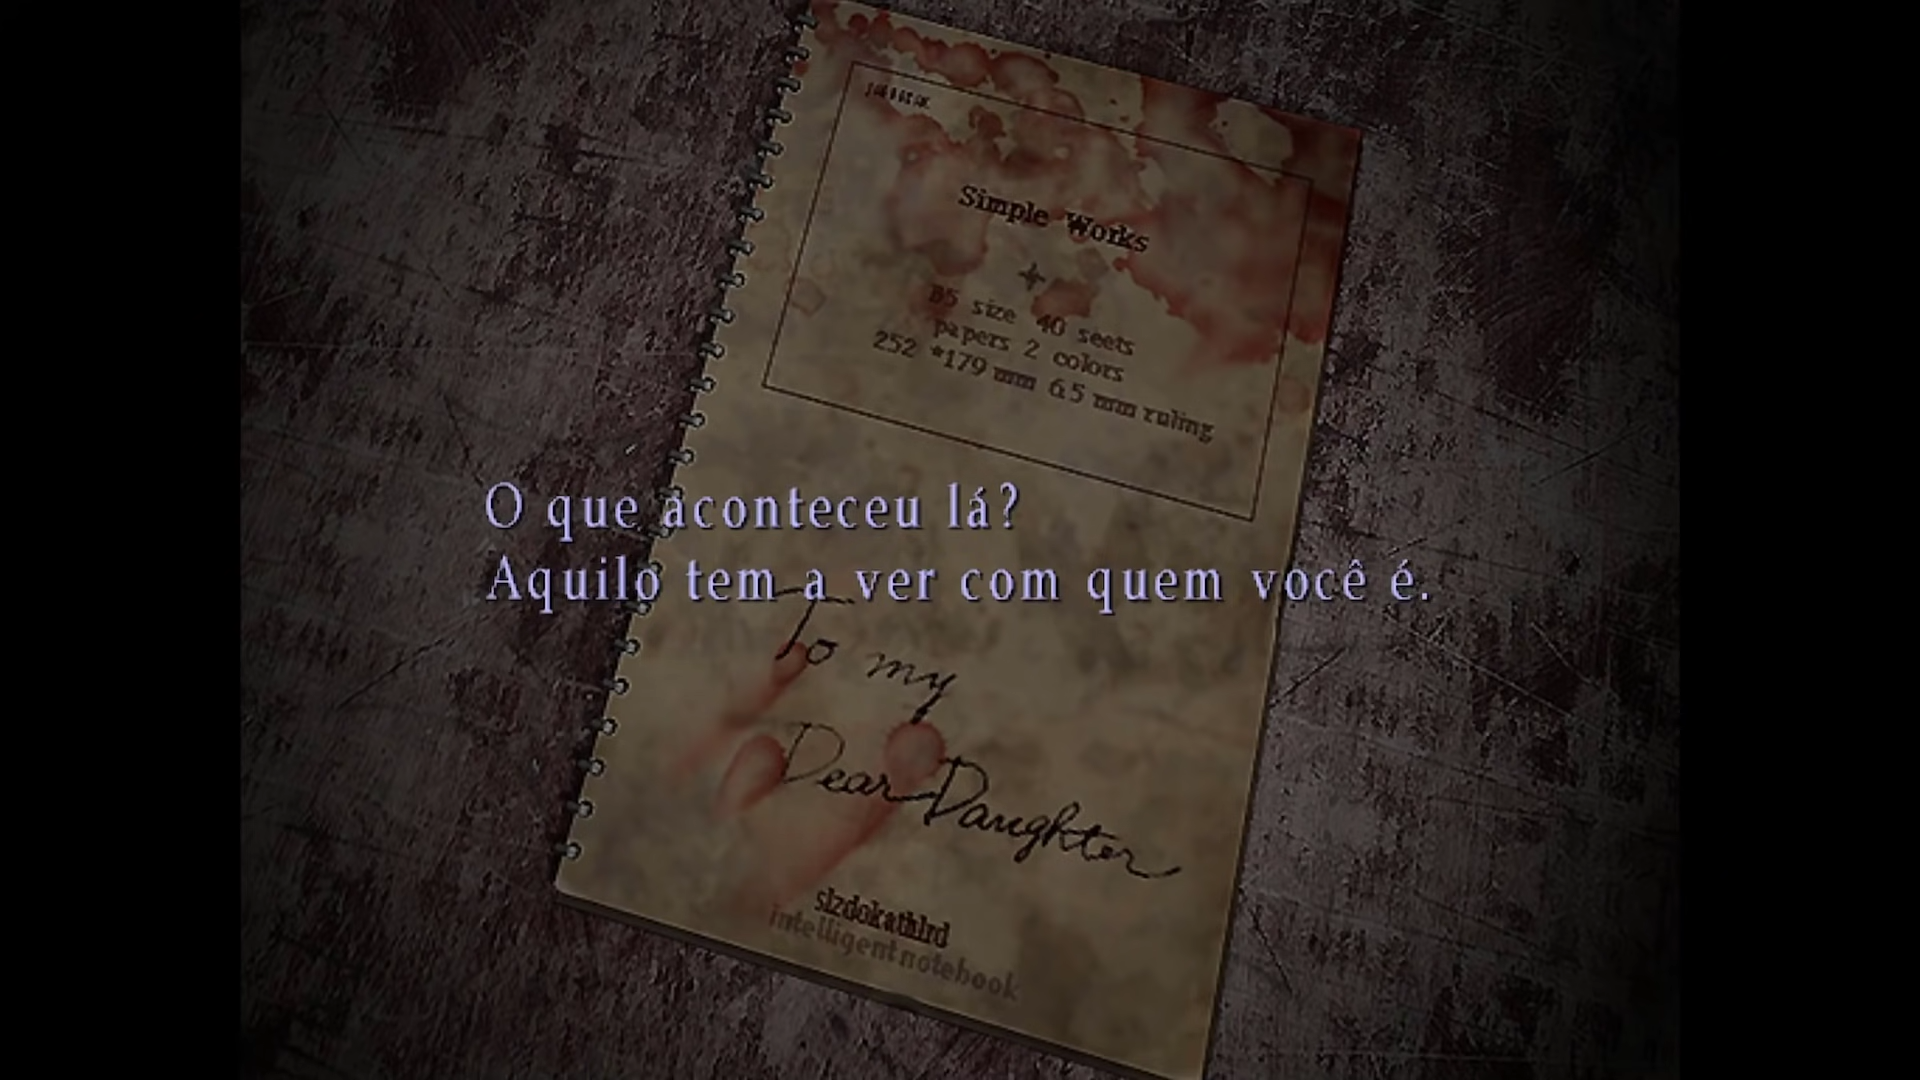 Simple Works
B5 size 40 seets
papers 2 colors
252 *179 mm 6.5 mm ruling
O que aconteceu lá?
Aquilo tem a ver com quem você é.
To my
Dear Daughter
slzdokathlrd
intelligent notebook